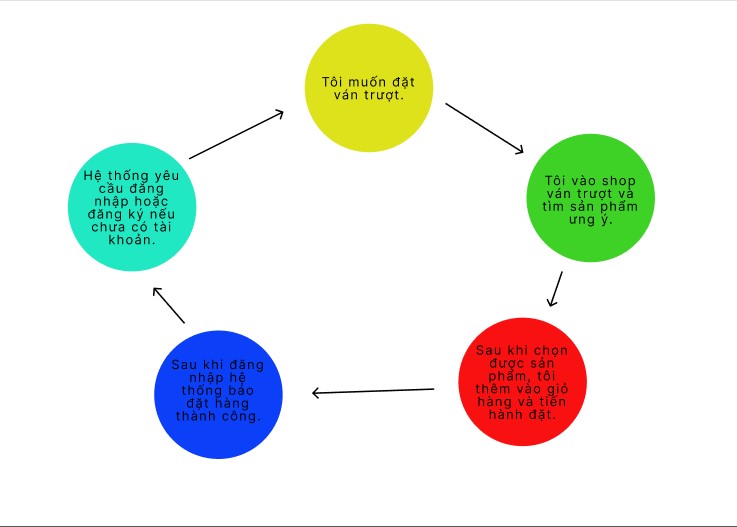 Tôi muốn đặt
ván trượt.
Tôi vào shop
ván trượt và
tìm sản phẩm
ưng ý.
Sau khi chọn
được sản
phẩm, tôi
thêm vào giỏ
hàng và tiến
hành đặt.
Sau khi đăng
nhập hệ
thống báo
đặt hàng
thành công.
Hệ thống yêu
cầu đăng
nhập hoặc
đăng ký nếu
chưa có tài
khoản.